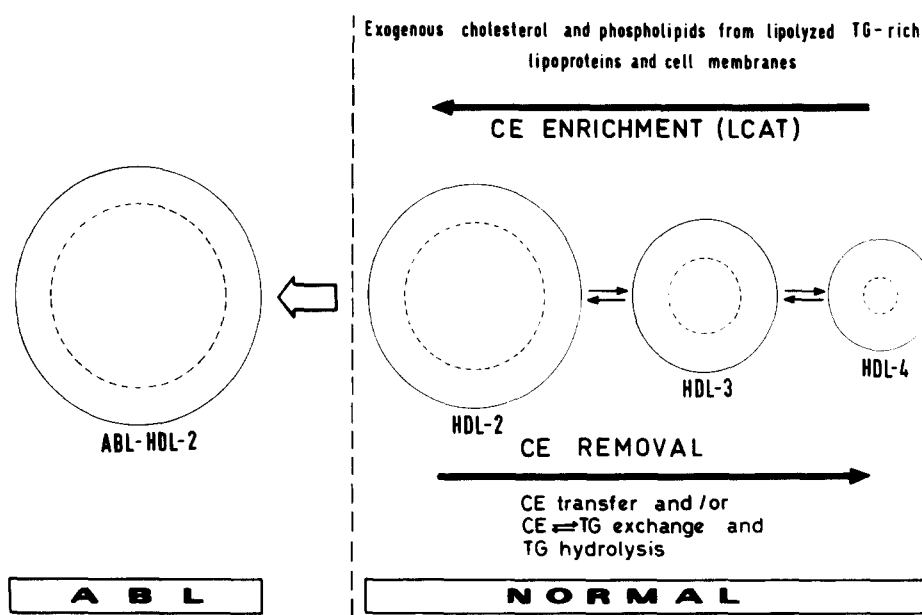 Exogenous cholesterol and phospholipids from lipolyzed TG-rich
lipoproteins and cell membranes
CE ENRICHMENT (LCAT)
ABL-HDL-2
HDL-2
HDL-3
HDL-4
CE REMOVAL
CE transfer and/or
CE ⇌ TG exchange and
TG hydrolysis
ABL
NORMAL